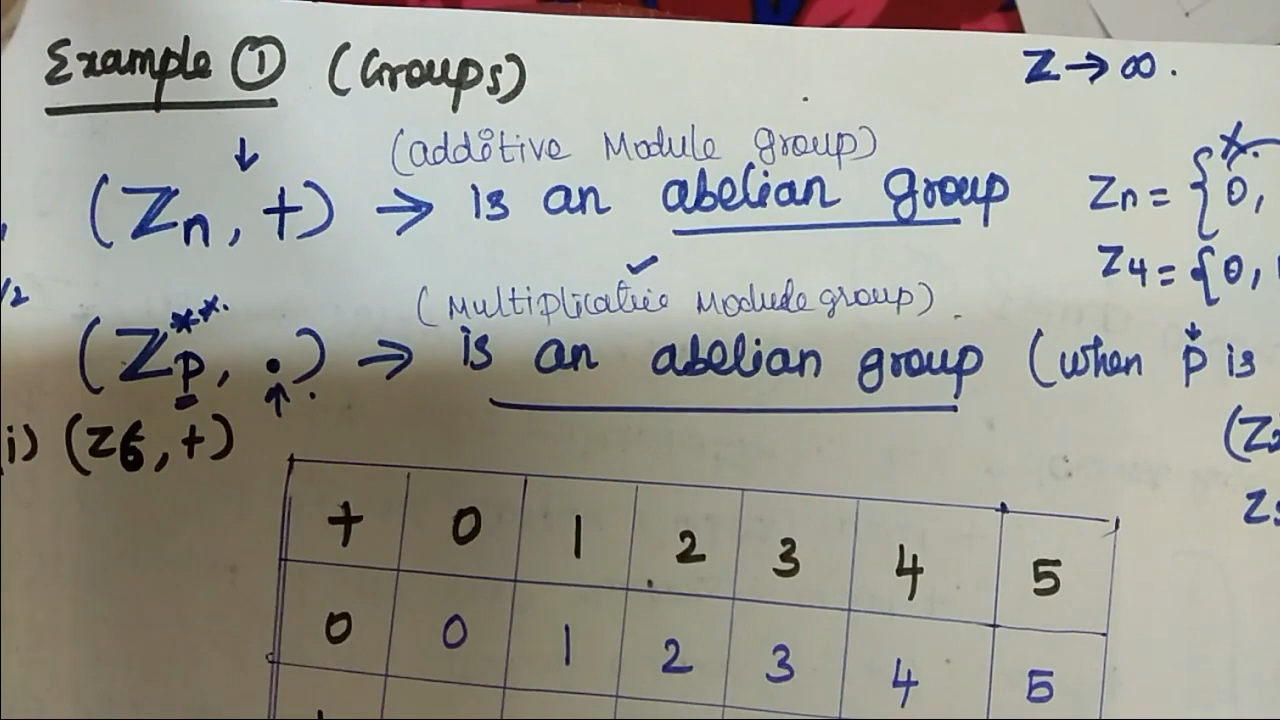 Example ① (Groups)
Z → ∞.
(additive Module group)
(Zn, +) → is an abelian group
Zn = {0,
Z4 = {0,
(Multiplicative Module group).
(Zp**, •) → is an abelian group (when p* is
i) (Z6, +)
+ 0 1 2 3 4 5
0 0 1 2 3 4 5